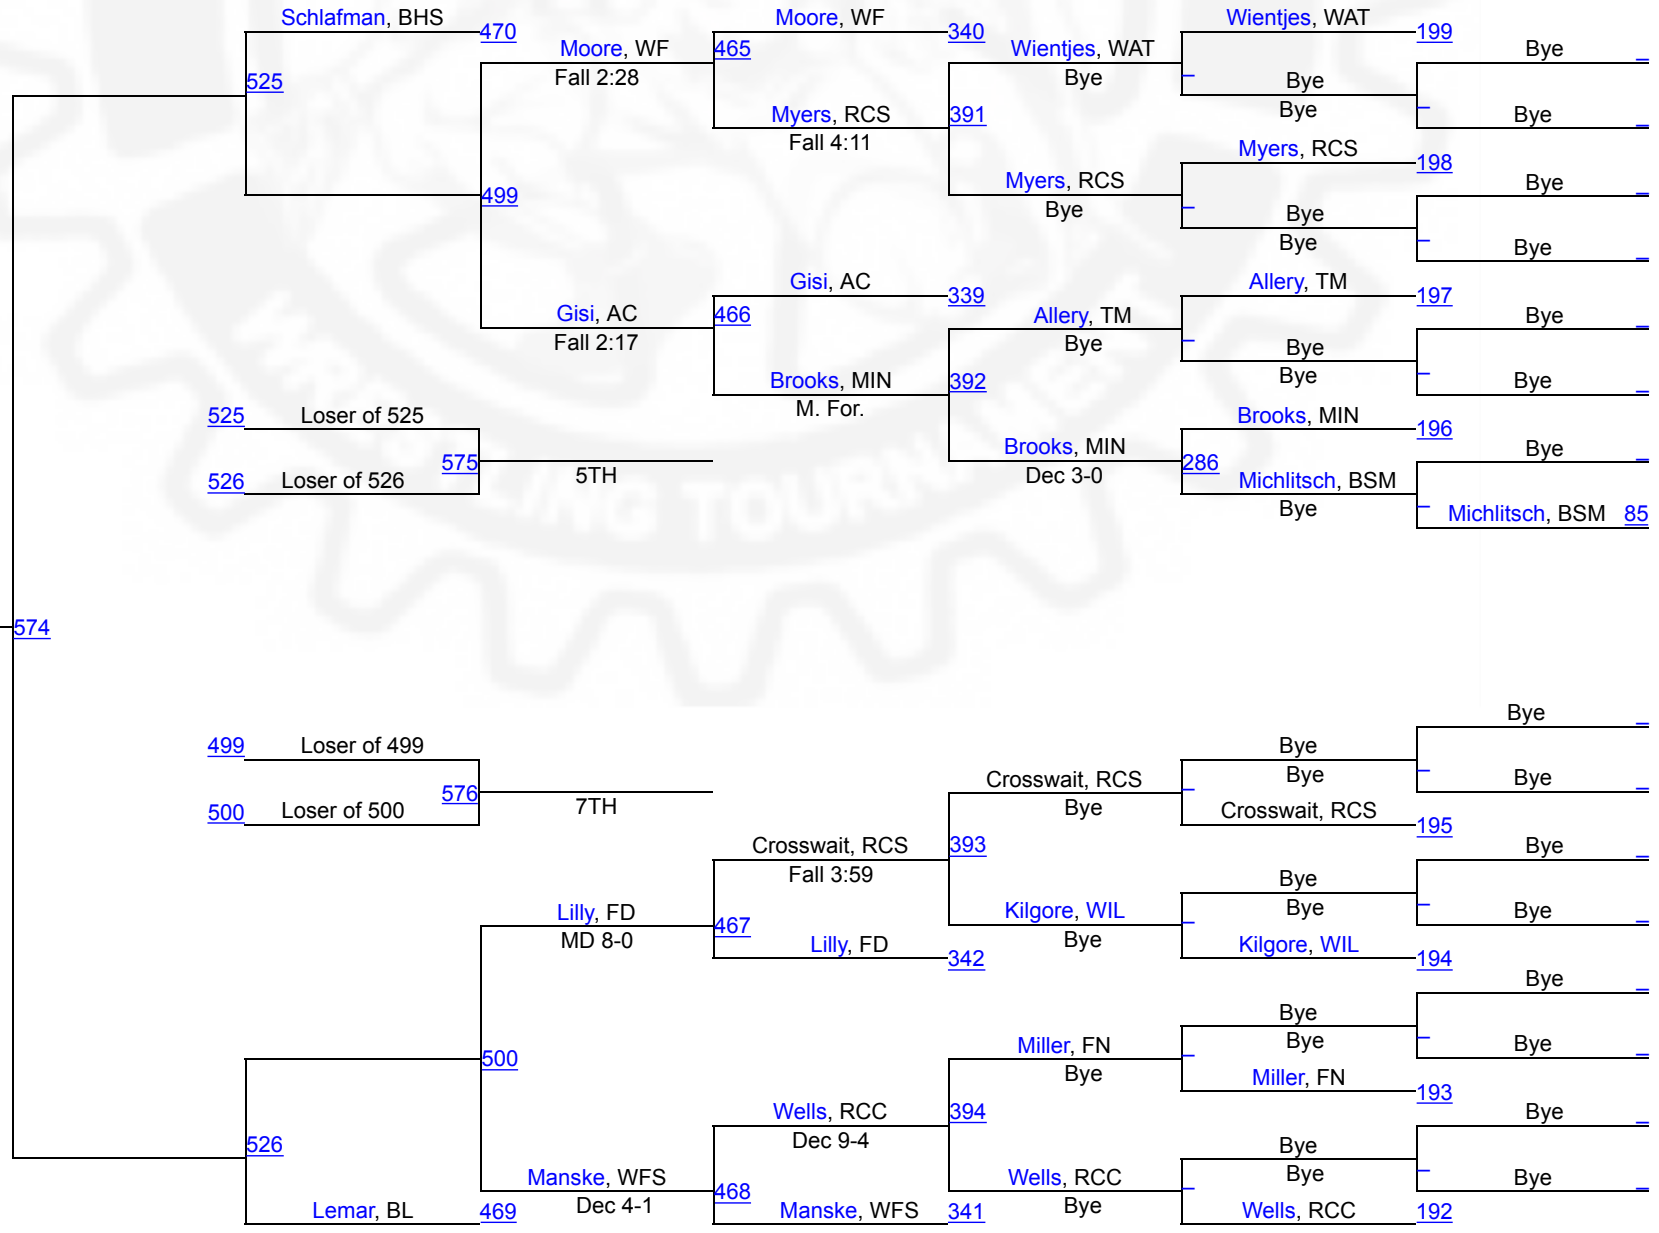 Schlafman, BHS
470
Moore, WF
340
Wientjes, WAT
199
Moore, WF
465
Wientjes, WAT
Bye
_
Fall 2:28
Bye
525
_
Bye
Bye
_
Myers, RCS
391
Bye
_
Fall 4:11
Myers, RCS
198
Myers, RCS
Bye
_
499
Bye
_
Bye
Bye
_
Bye
_
Gisi, AC
339
Allery, TM
197
Gisi, AC
466
Allery, TM
Bye
_
Fall 2:17
Bye
_
Bye
Brooks, MIN
392
Bye
_
Bye
_
M. For.
525
Loser of 525
Brooks, MIN
196
575
5TH
Brooks, MIN
286
Bye
_
526
Loser of 526
Dec 3-0
Michlitsch, BSM
_
Bye
Michlitsch, BSM
85
WRESTLING TOURNAMENT
574
Bye
_
499
Loser of 499
Bye
576
7TH
Crosswait, RCS
Bye
_
Bye
_
Bye
_
500
Loser of 500
Crosswait, RCS
195
Crosswait, RCS
393
Bye
_
Fall 3:59
Bye
Lilly, FD
467
Kilgore, WIL
_
Bye
_
Bye
_
MD 8-0
Bye
Lilly, FD
342
Kilgore, WIL
194
Bye
_
Bye
500
Miller, FN
_
Bye
_
Bye
_
Bye
Miller, FN
193
Wells, RCC
394
Bye
_
526
Dec 9-4
Bye
Manske, WFS
468
Wells, RCC
_
Bye
_
Bye
_
Lemar, BL
469
Dec 4-1
Manske, WFS
341
Bye
Wells, RCC
192